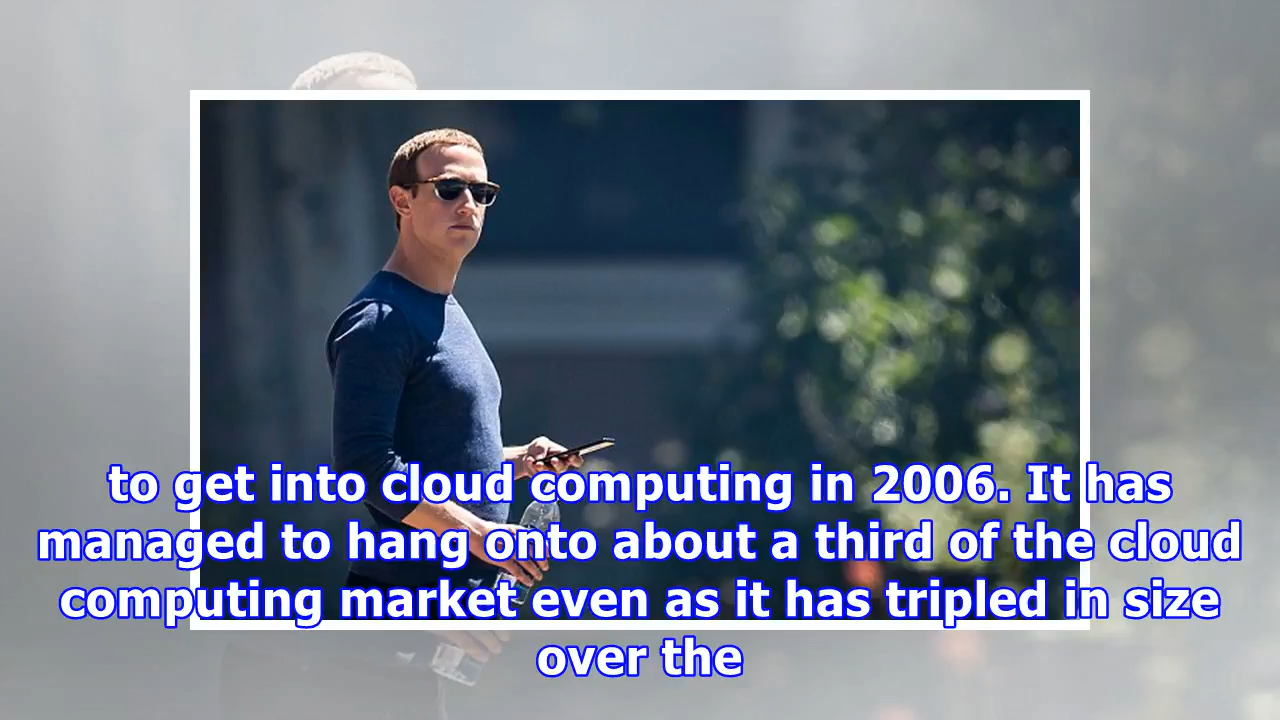 to get into cloud computing in 2006. It has
managed to hang onto about a third of the cloud
computing market even as it has tripled in size
over the